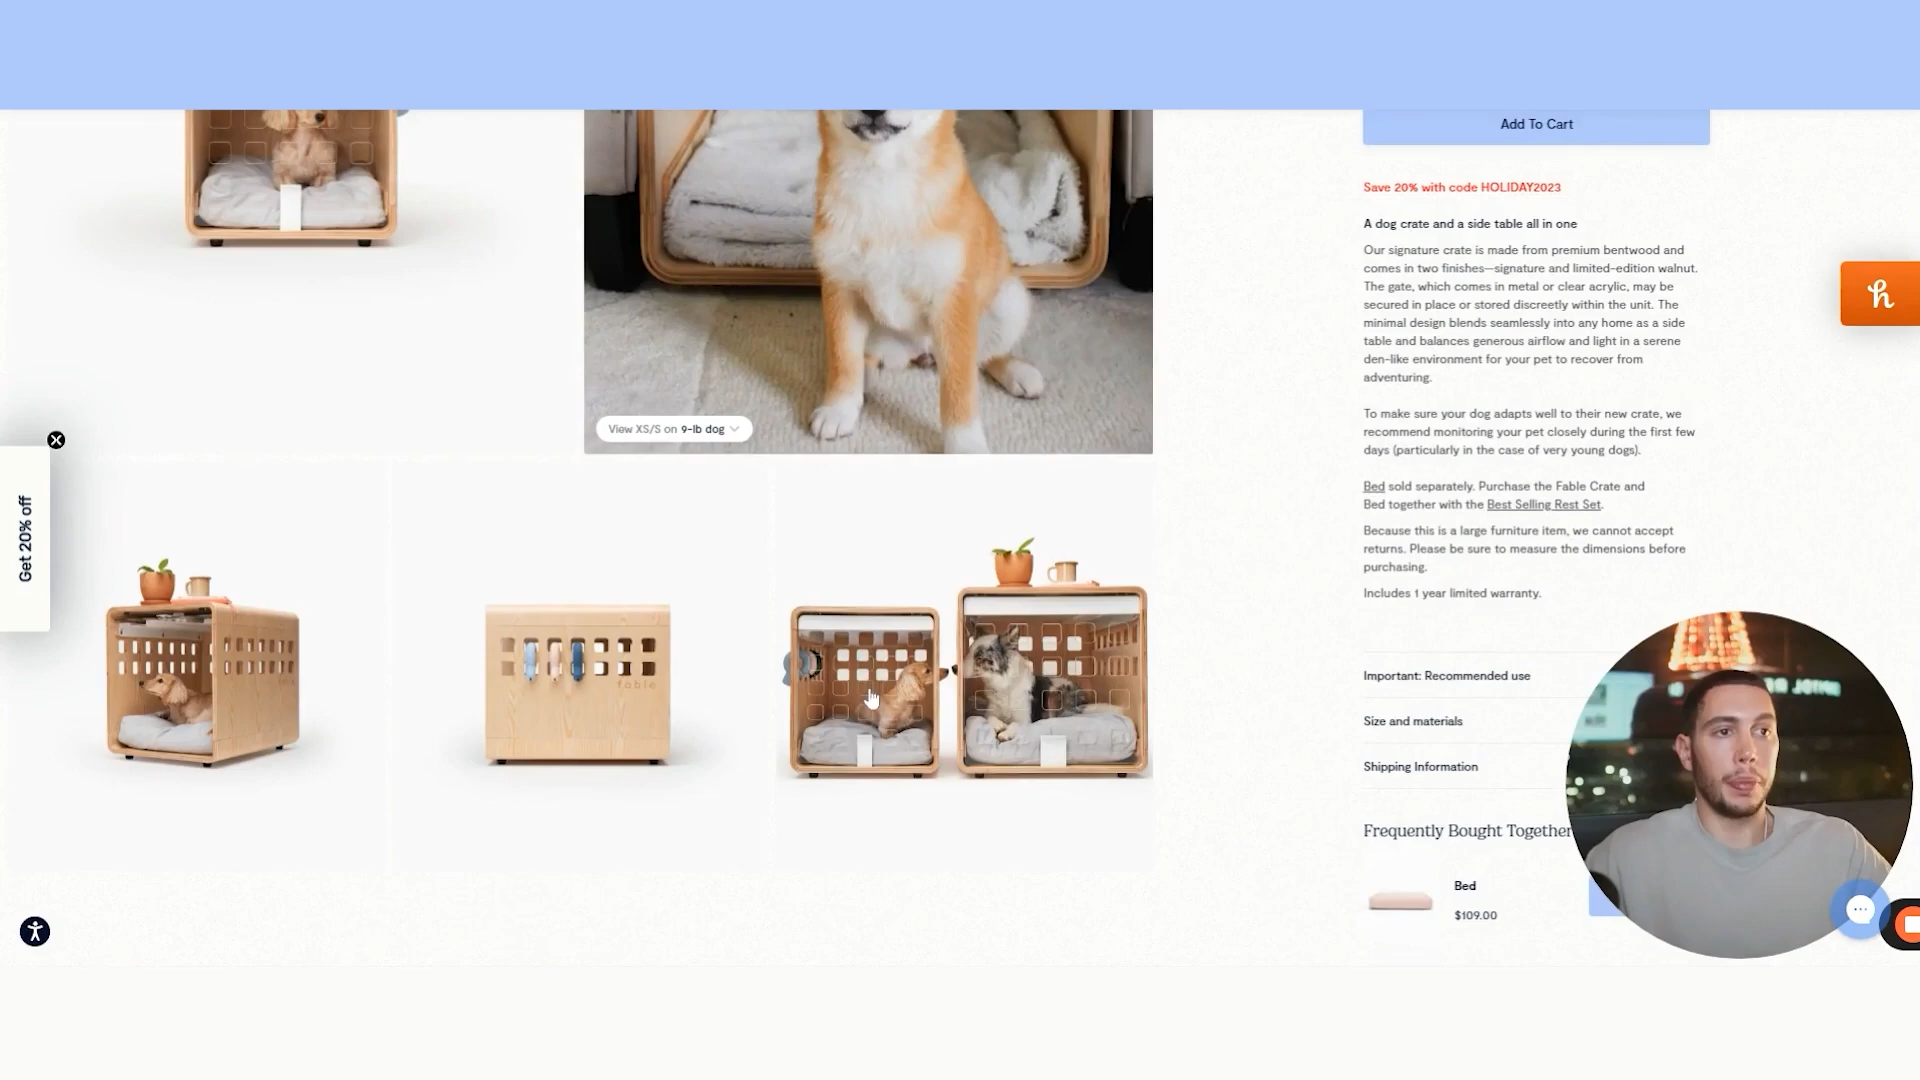 Add To Cart
Save 20% with code HOLIDAY2023
A dog crate and a side table all in one
Our signature crate is made from premium bentwood and
comes in two finishes—signature and limited-edition walnut.
The gate, which comes in metal or clear acrylic, may be
secured in place or stored discreetly within the unit. The
minimal design blends seamlessly into any home as a side
table and balances generous airflow and light in a serene
den-like environment for your pet to recover from
adventuring.
To make sure your dog adapts well to their new crate, we
recommend monitoring your pet closely during the first few
days (particularly in the case of very young dogs).
Bed sold separately. Purchase the Fable Crate and
Bed together with the Best Selling Rest Set.
Because this is a large furniture item, we cannot accept
returns. Please be sure to measure the dimensions before
purchasing.
Includes 1 year limited warranty.
Important: Recommended use
Size and materials
Shipping Information
Frequently Bought Together
Bed
$109.00
View XS/S on 9-lb dog
Get 20% off
fable
h